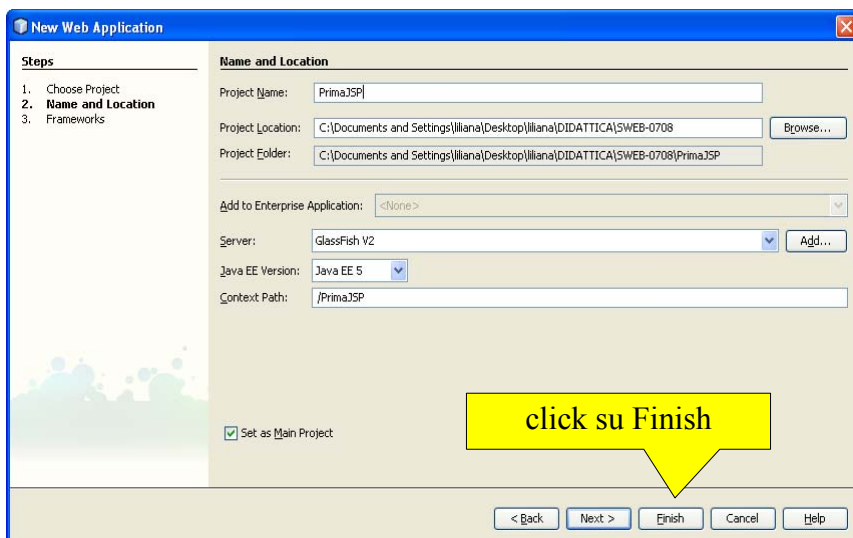 New Web Application
Steps
1. Choose Project
2. Name and Location
3. Frameworks
Name and Location
Project Name: PrimaJSP
Project Location: C:\Documents and Settings\liliana\Desktop\liliana\DIDATTICA\SWEB-0708 Browse...
Project Folder: C:\Documents and Settings\liliana\Desktop\liliana\DIDATTICA\SWEB-0708\PrimaJSP
Add to Enterprise Application: <None>
Server: GlassFish V2 Add...
Java EE Version: Java EE 5
Context Path: /PrimaJSP
Set as Main Project
click su Finish
< Back Next > Finish Cancel Help